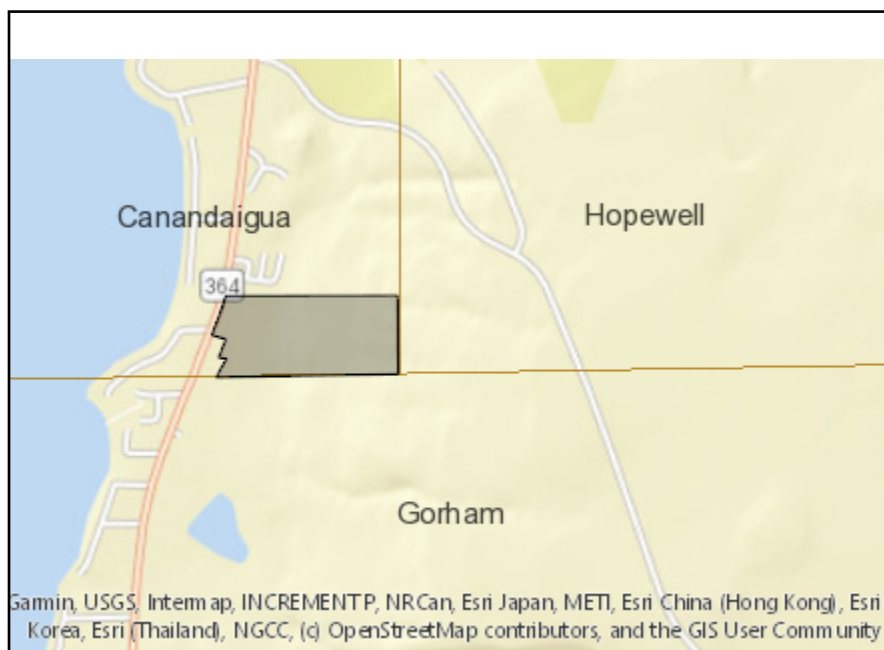 Canandaigua
Hopewell
364
Gorham
Garmin, USGS, Intermap, INCREMENT P, NRCan, Esri Japan, METI, Esri China (Hong Kong), Esri
Korea, Esri (Thailand), NGCC, (c) OpenStreetMap contributors, and the GIS User Community